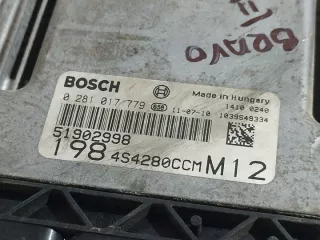 BRAVO
II
BOSCH
Made in Hungary
0 281 017 779
11-07-10
1410 0240
1039S49334
51902998
198 4S4280CCM M12